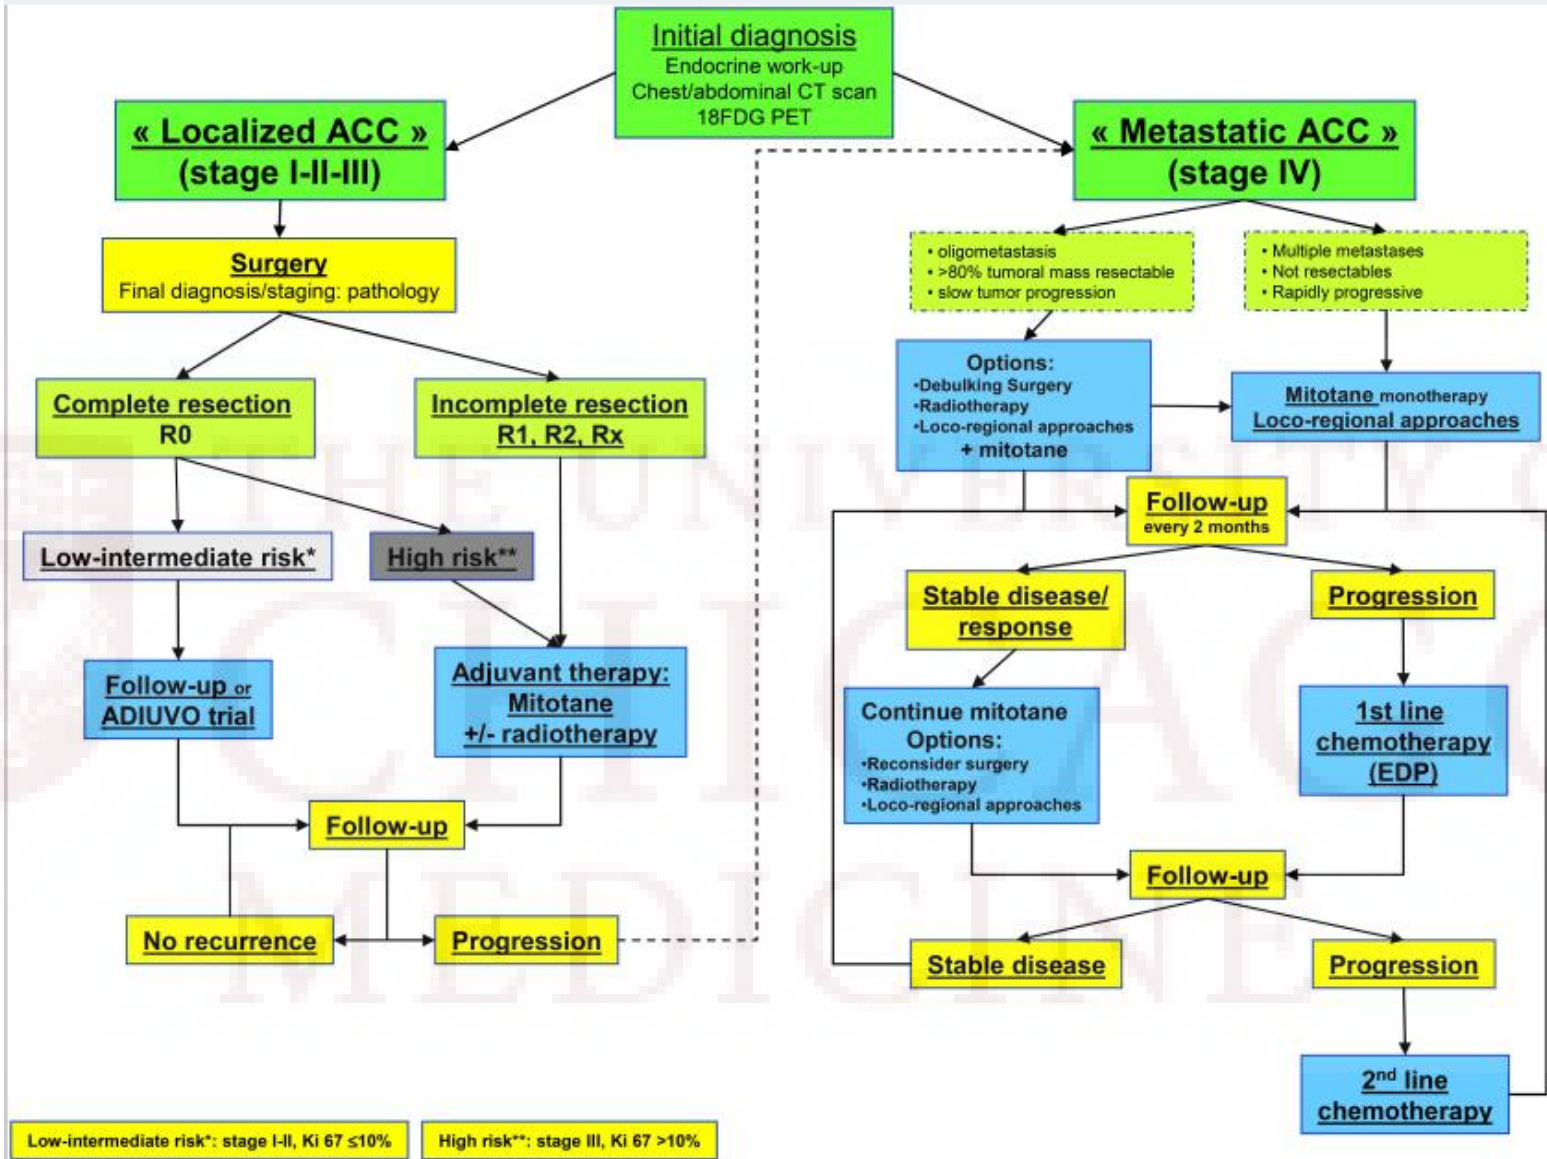 Initial diagnosis
Endocrine work-up
Chest/abdominal CT scan
18FDG PET
« Localized ACC »
(stage I-II-III)
« Metastatic ACC »
(stage IV)
Surgery
Final diagnosis/staging: pathology
• oligometastasis
• >80% tumoral mass resectable
• slow tumor progression
• Multiple metastases
• Not resectables
• Rapidly progressive
Complete resection
R0
Incomplete resection
R1, R2, Rx
Options:
•Debulking Surgery
•Radiotherapy
•Loco-regional approaches
+ mitotane
Mitotane monotherapy
Loco-regional approaches
Low-intermediate risk*
High risk**
Follow-up
every 2 months
Stable disease/
response
Progression
Follow-up or
ADIUVO trial
Adjuvant therapy:
Mitotane
+/- radiotherapy
Continue mitotane
Options:
•Reconsider surgery
•Radiotherapy
•Loco-regional approaches
1st line
chemotherapy
(EDP)
Follow-up
Follow-up
No recurrence
Progression
Stable disease
Progression
2nd line
chemotherapy
Low-intermediate risk*: stage I-II, Ki 67 ≤10%
High risk**: stage III, Ki 67 >10%
THE UNIVERSITY O
CHICAGO
MEDICINE